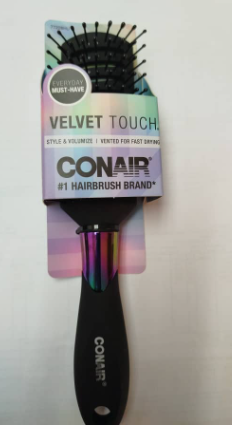 EVERYDAY
MUST-HAVE
VELVET TOUCH
STYLE & VOLUMIZE | VENTED FOR FAST DRYING
CONAIR®
#1 HAIRBRUSH BRAND*
CONAIR®